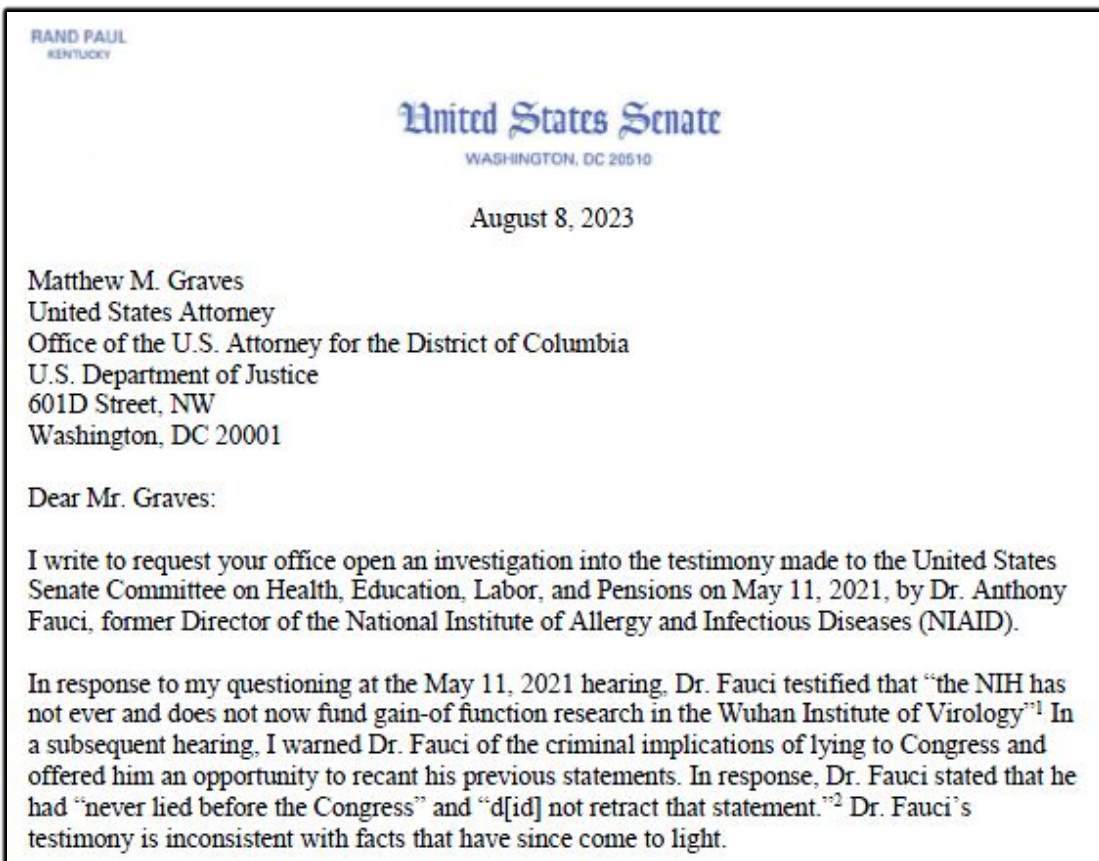 RAND PAUL
KENTUCKY
United States Senate
WASHINGTON, DC 20510
August 8, 2023
Matthew M. Graves
United States Attorney
Office of the U.S. Attorney for the District of Columbia
U.S. Department of Justice
601D Street, NW
Washington, DC 20001
Dear Mr. Graves:
I write to request your office open an investigation into the testimony made to the United States
Senate Committee on Health, Education, Labor, and Pensions on May 11, 2021, by Dr. Anthony
Fauci, former Director of the National Institute of Allergy and Infectious Diseases (NIAID).
In response to my questioning at the May 11, 2021 hearing, Dr. Fauci testified that “the NIH has
not ever and does not now fund gain-of function research in the Wuhan Institute of Virology”¹ In
a subsequent hearing, I warned Dr. Fauci of the criminal implications of lying to Congress and
offered him an opportunity to recant his previous statements. In response, Dr. Fauci stated that he
had “never lied before the Congress” and “d[id] not retract that statement.”² Dr. Fauci’s
testimony is inconsistent with facts that have since come to light.